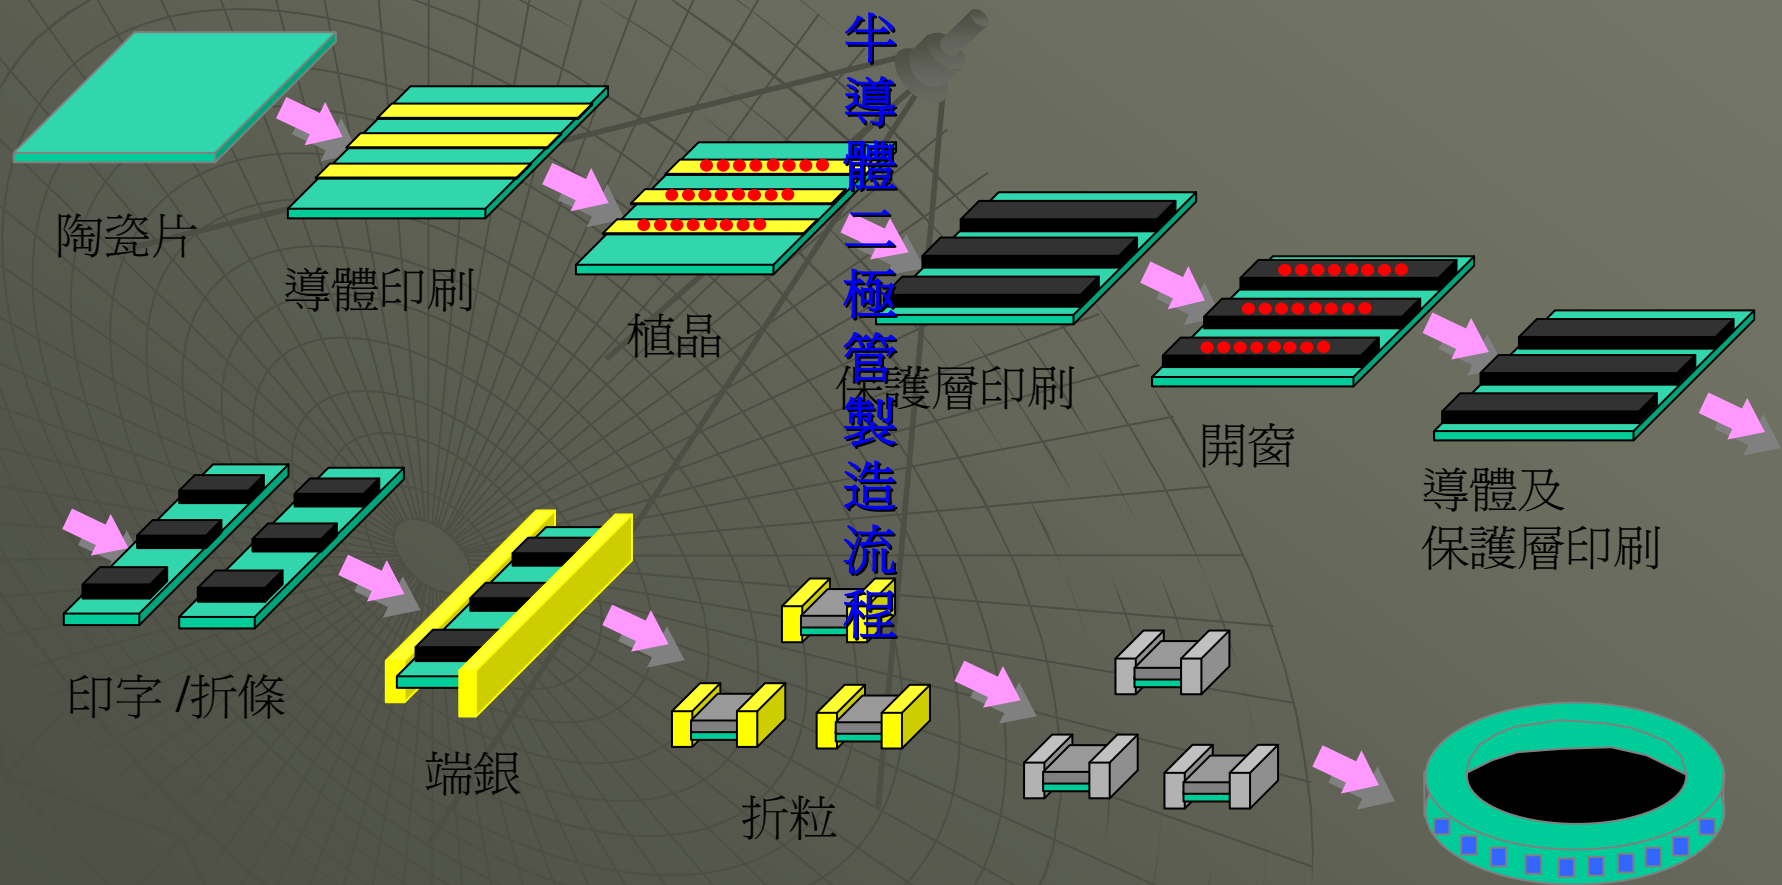 半導體二極管製造流程
陶瓷片
導體印刷
植晶
保護層印刷
開窗
導體及
保護層印刷
印字 /折條
端銀
折粒